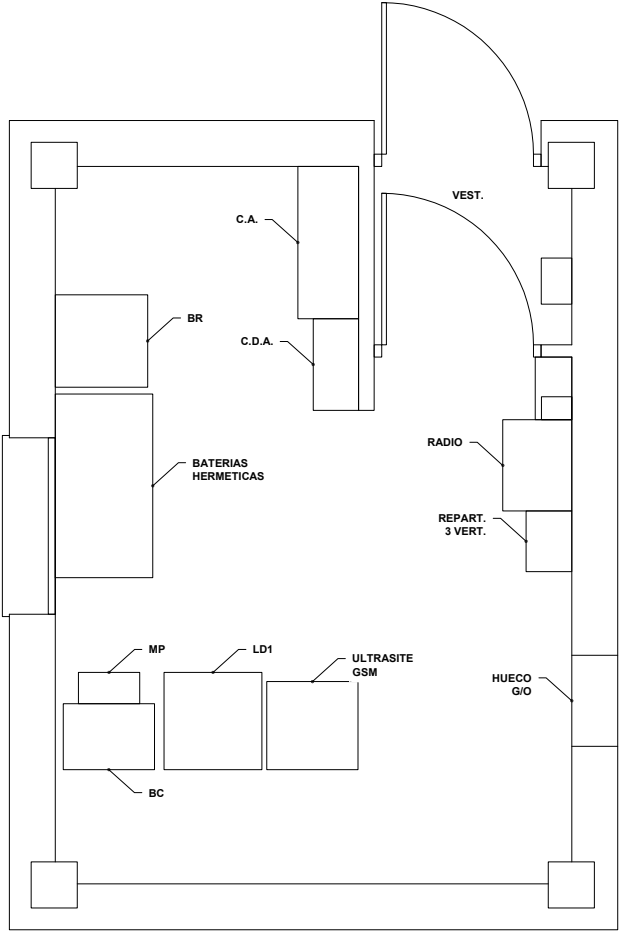 VEST.
C.A.
BR
C.D.A.
RADIO
BATERIAS
HERMETICAS
REPART.
3 VERT.
MP
LD1
ULTRASITE
GSM
HUECO
G/O
BC